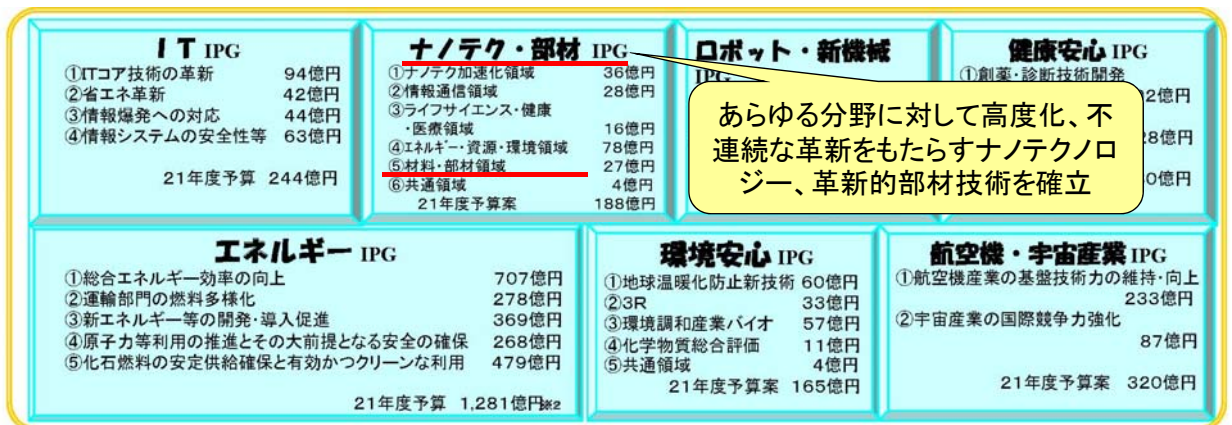 ＩＴ IPG
①ITコア技術の革新 94億円
②省エネ革新 42億円
③情報爆発への対応 44億円
④情報システムの安全性等 63億円
21年度予算 244億円
ナノテク・部材 IPG
①ナノテク加速化領域 36億円
②情報通信領域 28億円
③ライフサイエンス・健康
・医療領域 16億円
④エネルギー・資源・環境領域 78億円
⑤材料・部材領域 27億円
⑥共通領域 4億円
21年度予算案 188億円
ロボット・新機械
IPG
健康安心 IPG
①創薬・診断技術開発
2億円
8億円
0億円
あらゆる分野に対して高度化、不
連続な革新をもたらすナノテクノロ
ジー、革新的部材技術を確立
エネルギー IPG
①総合エネルギー効率の向上 707億円
②運輸部門の燃料多様化 278億円
③新エネルギー等の開発・導入促進 369億円
④原子力等利用の推進とその大前提となる安全の確保 268億円
⑤化石燃料の安定供給確保と有効かつクリーンな利用 479億円
21年度予算 1,281億円※2
環境安心 IPG
①地球温暖化防止新技術 60億円
②3R 33億円
③環境調和産業バイオ 57億円
④化学物質総合評価 11億円
⑤共通領域 4億円
21年度予算案 165億円
航空機・宇宙産業 IPG
①航空機産業の基盤技術力の維持・向上
233億円
②宇宙産業の国際競争力強化
87億円
21年度予算案 320億円